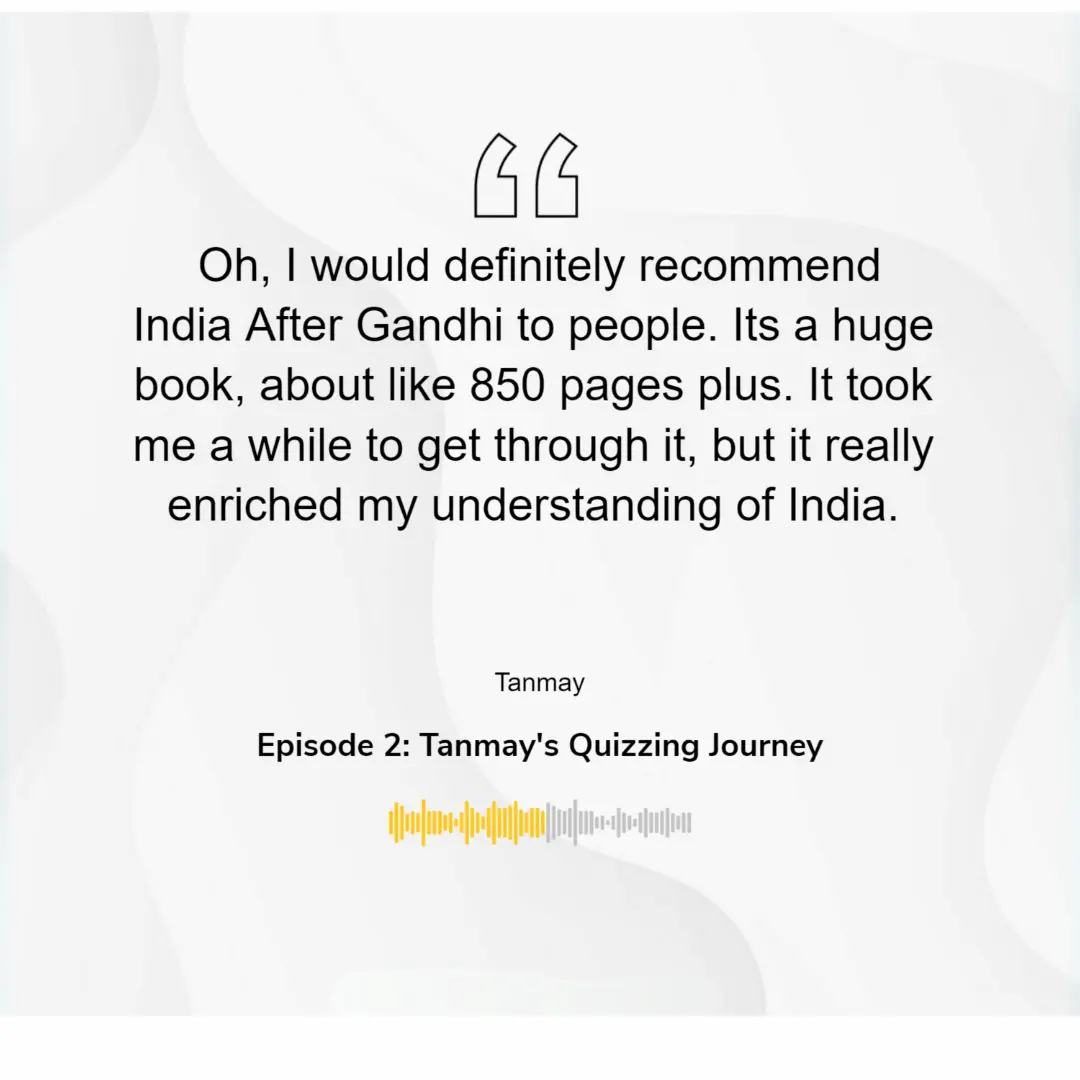 Oh, I would definitely recommend
India After Gandhi to people. Its a huge
book, about like 850 pages plus. It took
me a while to get through it, but it really
enriched my understanding of India.
Tanmay
Episode 2: Tanmay's Quizzing Journey